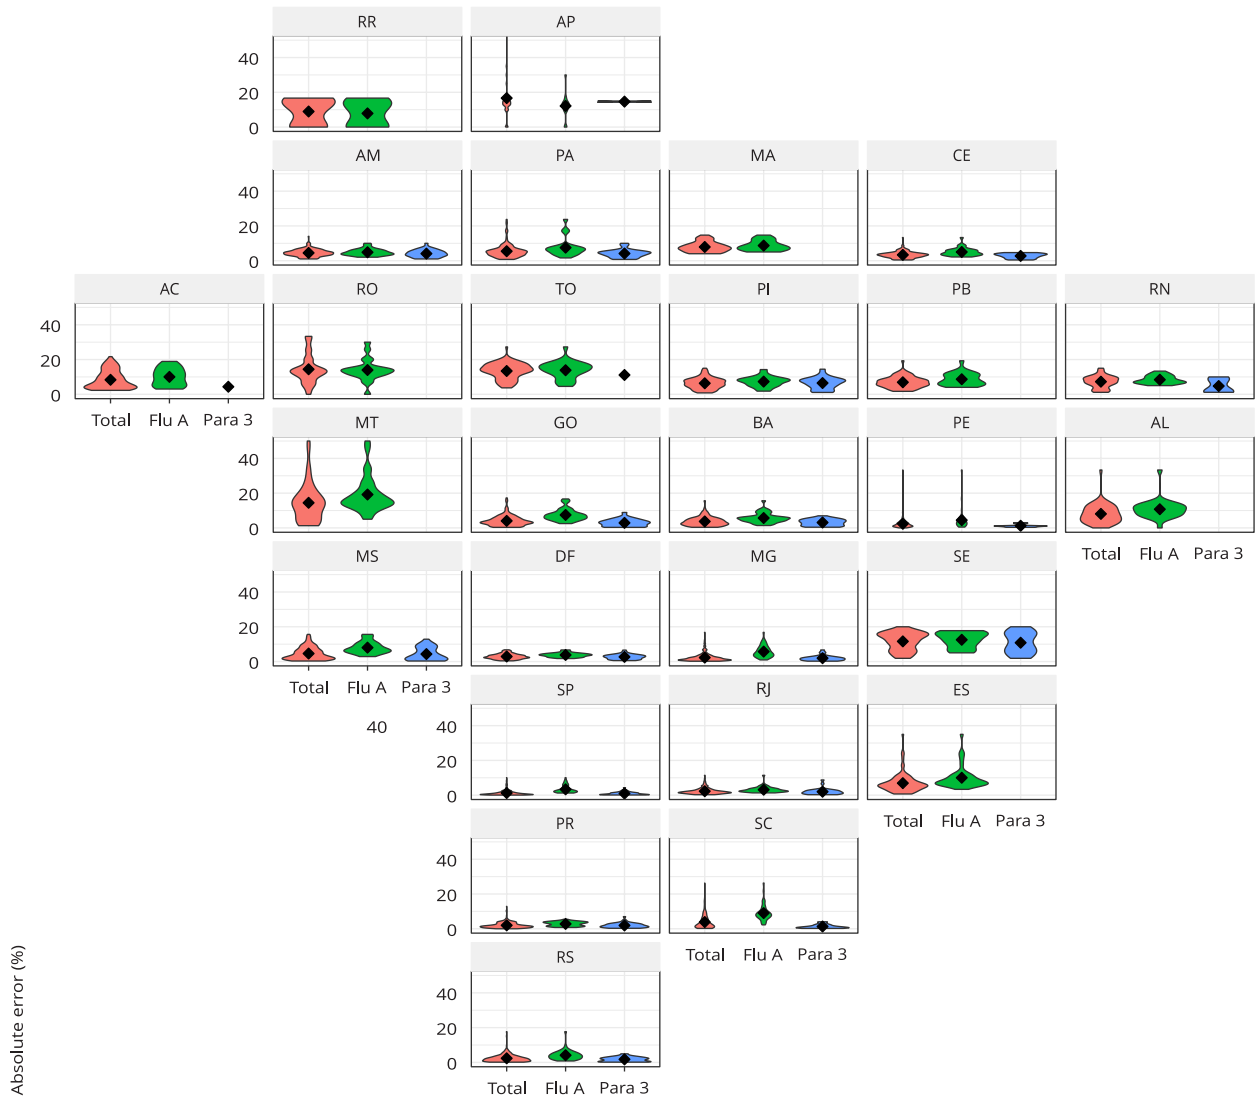 RR AP
40
20
0
AM PA MA CE
40
20
0
AC RO TO PI PB RN
40
20
0
Total Flu A Para 3
MT GO BA PE AL
40
20
0
Total Flu A Para 3
MS DF MG SE
40
20
0
Total Flu A Para 3
SP RJ ES
40 40
20
0
Total Flu A Para 3
PR SC
40
20
0
Total Flu A Para 3
RS
40
20
0
Total Flu A Para 3
Absolute error (%)